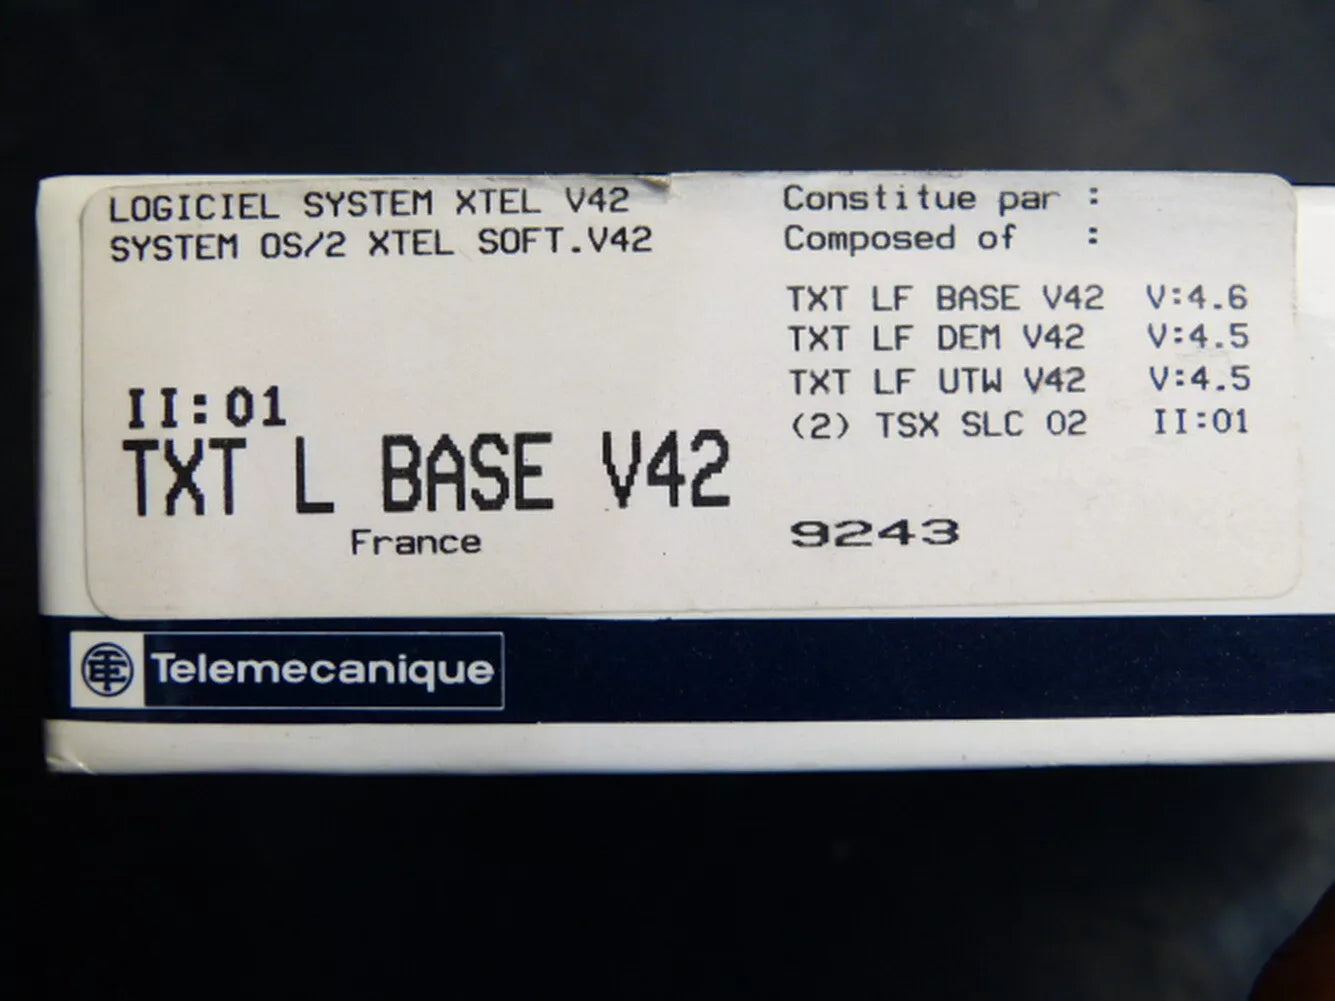 LOGICIEL SYSTEM XTEL V42
SYSTEM OS/2 XTEL SOFT.V42
II:01
TXT L BASE V42
France
Constitue par :
Composed of :
TXT LF BASE V42 V:4.6
TXT LF DEM V42 V:4.5
TXT LF UTW V42 V:4.5
(2) TSX SLC 02 II:01
9243
Telemecanique